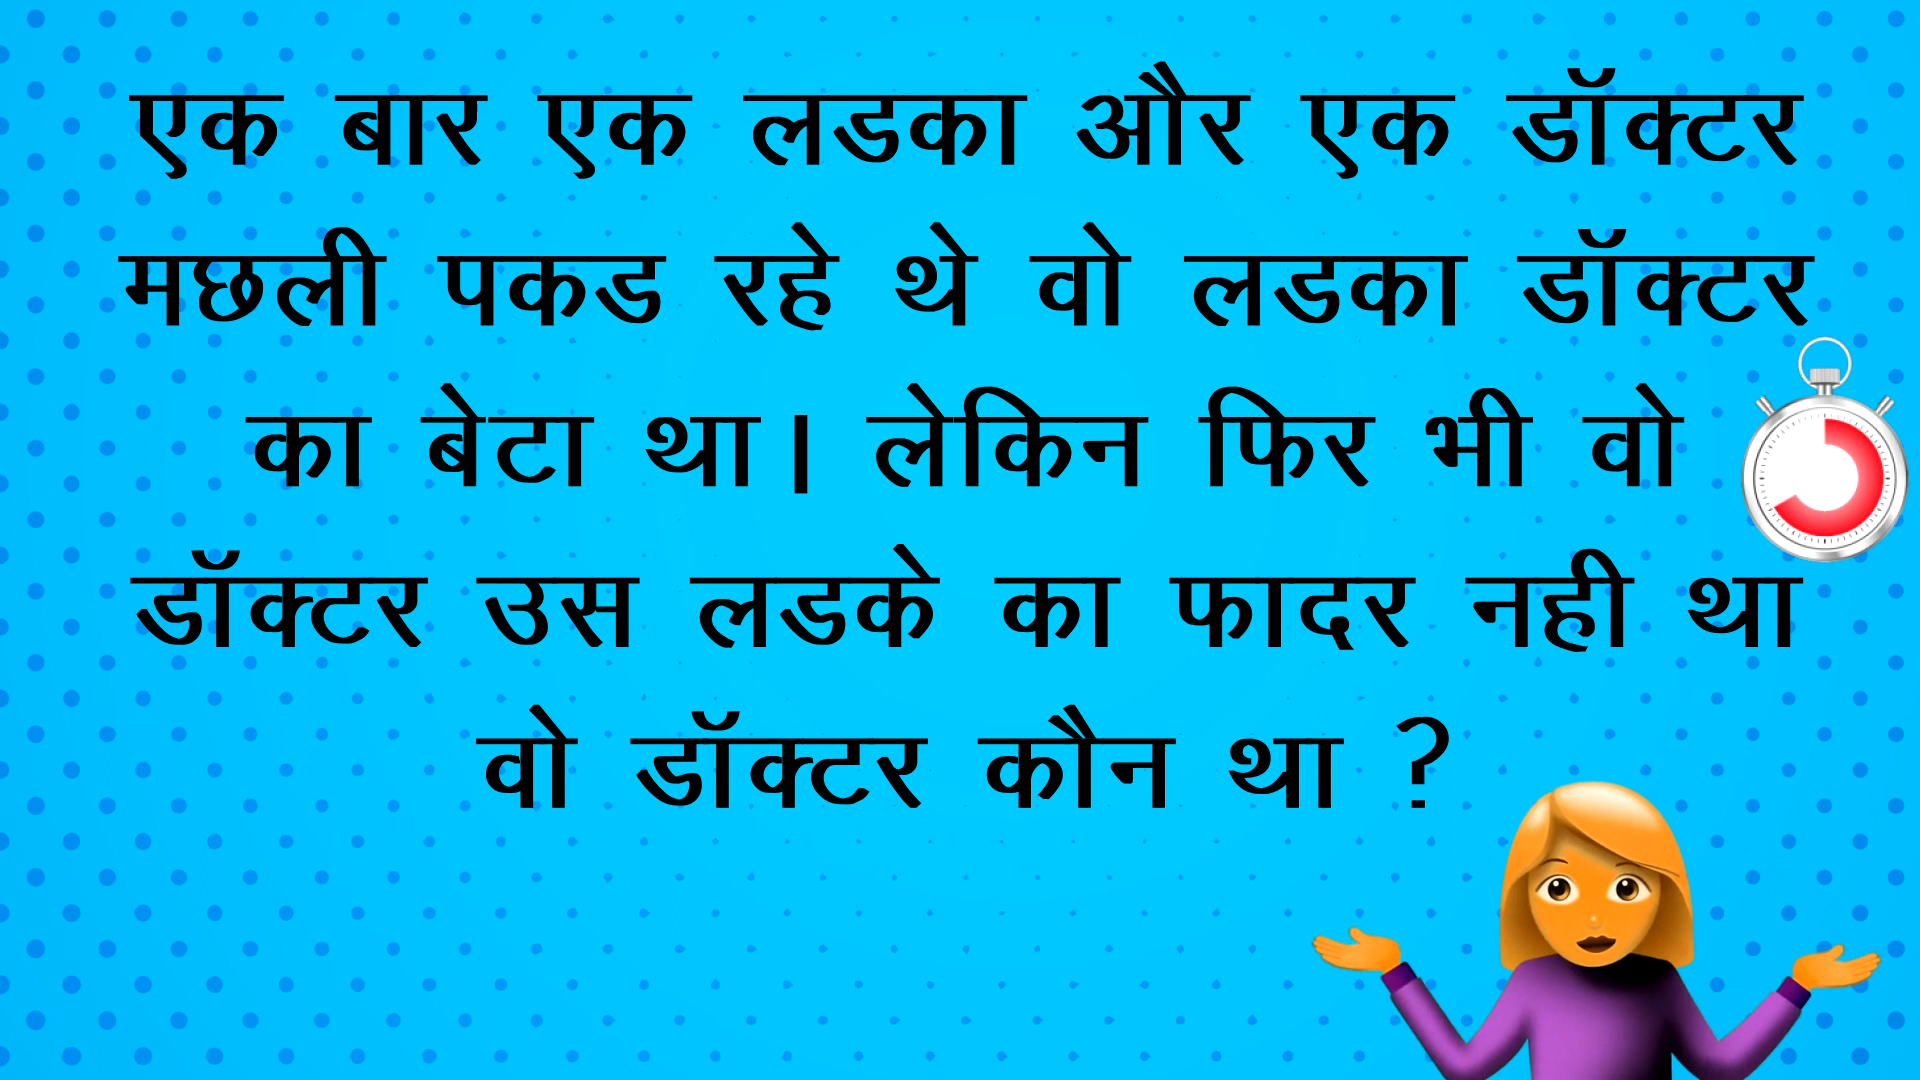 एक बार एक लडका और एक डॉक्टर
मछली पकड रहे थे वो लडका डॉक्टर
का बेटा था। लेकिन फिर भी वो
डॉक्टर उस लडके का फादर नही था
वो डॉक्टर कौन था ?